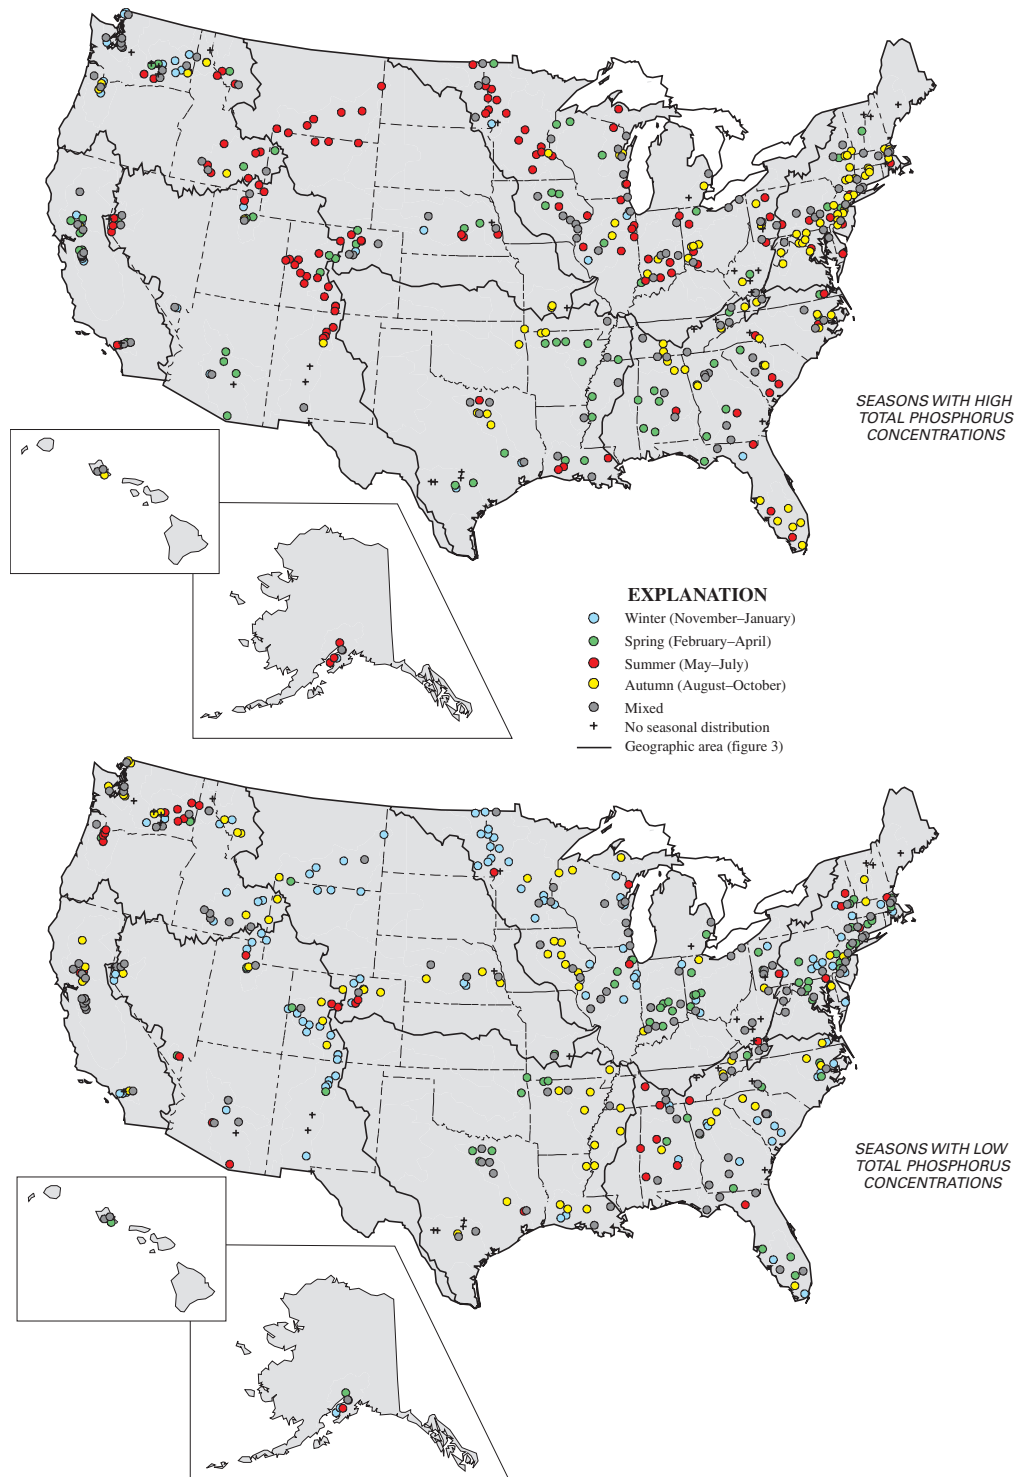 SEASONS WITH HIGH
TOTAL PHOSPHORUS
CONCENTRATIONS
EXPLANATION
Winter (November–January)
Spring (February–April)
Summer (May–July)
Autumn (August–October)
Mixed
No seasonal distribution
Geographic area (figure 3)
SEASONS WITH LOW
TOTAL PHOSPHORUS
CONCENTRATIONS